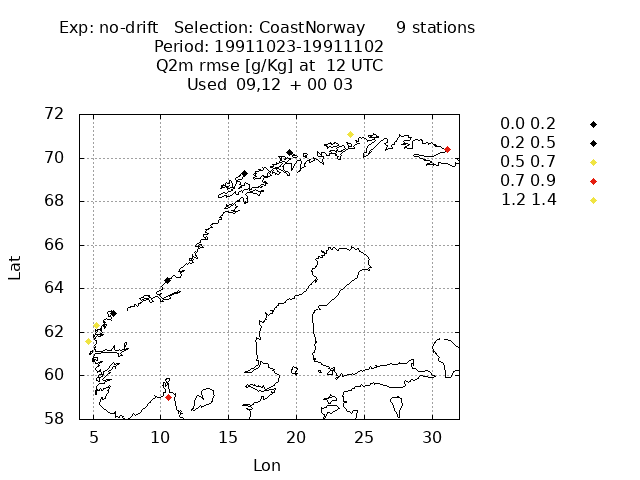 Exp: no-drift Selection: CoastNorway 9 stations
Period: 19911023-19911102
Q2m rmse [g/Kg] at 12 UTC
Used 09,12 + 00 03
72
70
68
66
64
62
60
58
5 10 15 20 25 30
Lat
Lon
0.0 0.2
0.2 0.5
0.5 0.7
0.7 0.9
1.2 1.4